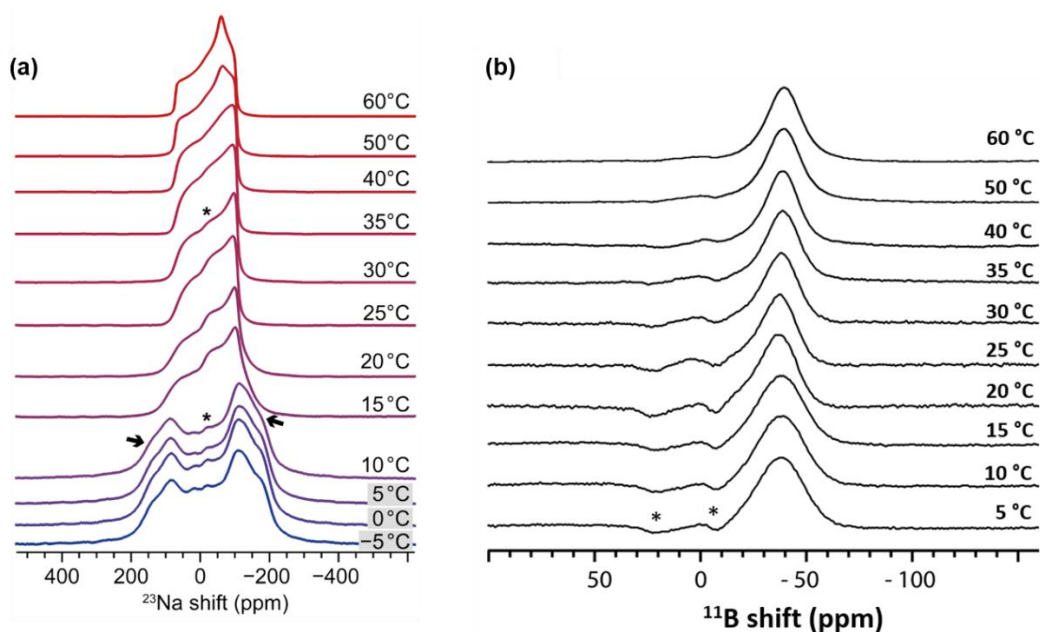 (a)
60°C
50°C
40°C
*
35°C
30°C
25°C
20°C
15°C
*
10°C
5°C
0°C
−5°C
400 200 0 −200 −400
²³Na shift (ppm)
(b)
60 °C
50 °C
40 °C
35 °C
30 °C
25 °C
20 °C
15 °C
10 °C
* *
5 °C
50 0 - 50 - 100
¹¹B shift (ppm)